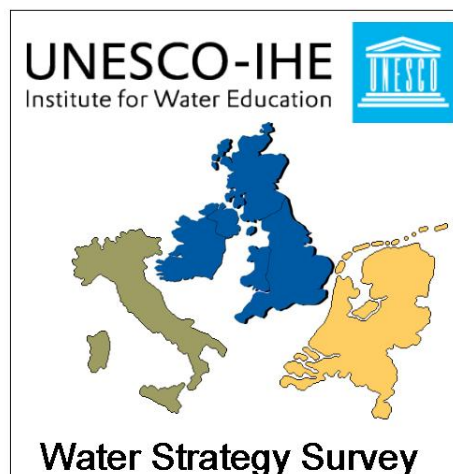 UNESCO-IHE
Institute for Water Education
UNESCO
Water Strategy Survey